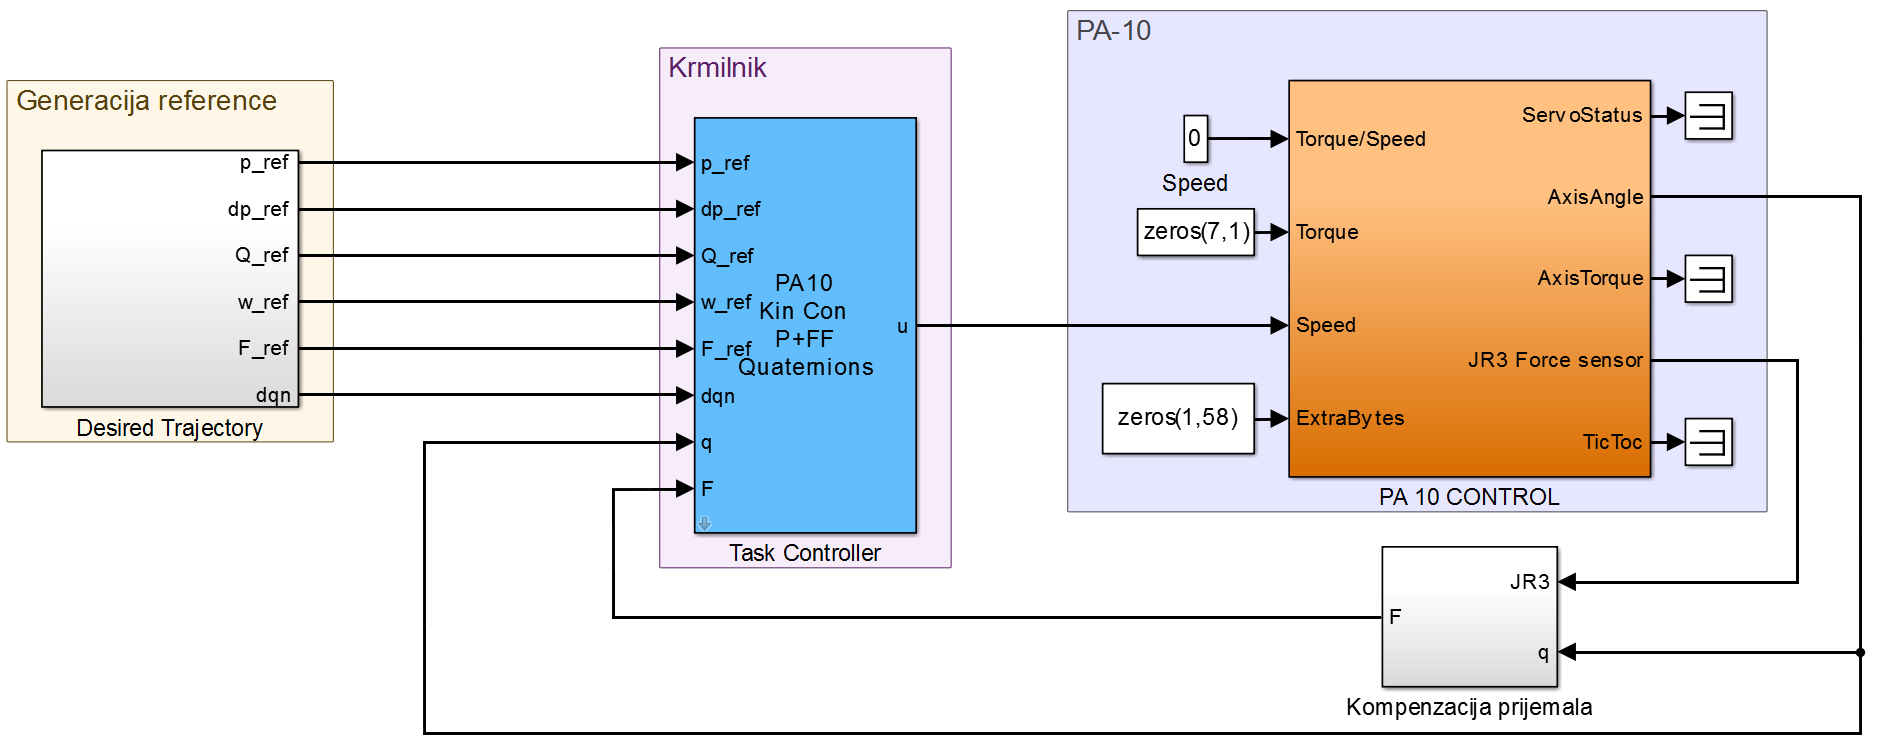 Generacija reference
p_ref
dp_ref
Q_ref
w_ref
F_ref
dqn
Desired Trajectory
Krmilnik
p_ref
dp_ref
Q_ref
w_ref
F_ref
dqn
q
F
PA10
Kin Con
P+FF
Quaternions
u
Task Controller
PA-10
0
Speed
zeros(7,1)
zeros(1,58)
Torque/Speed
Torque
Speed
ExtraBytes
ServoStatus
AxisAngle
AxisTorque
JR3 Force sensor
TicToc
PA 10 CONTROL
JR3
F
q
Kompenzacija prijemala